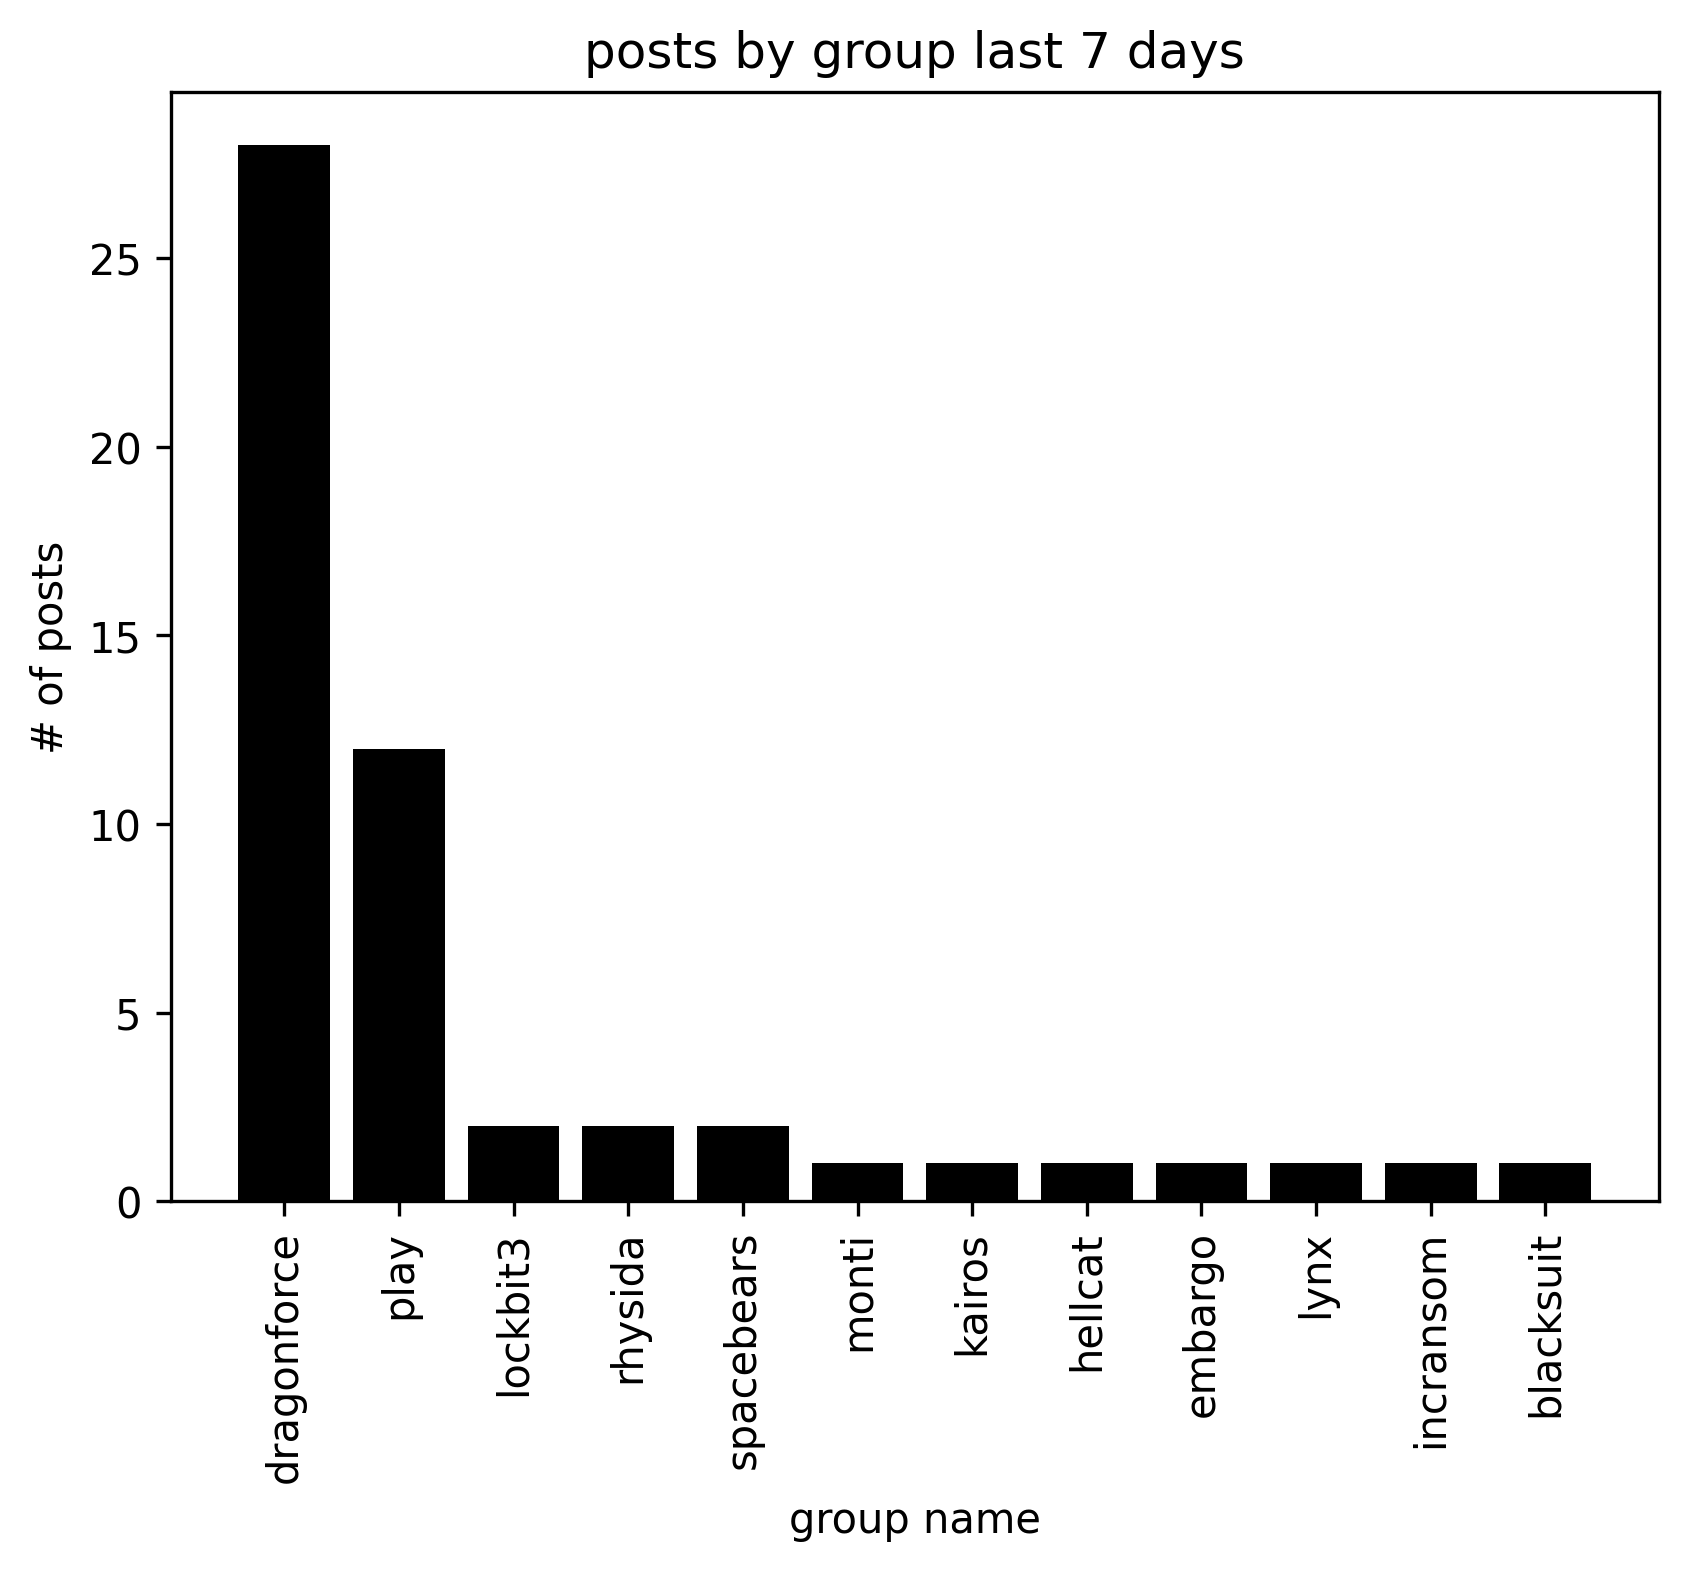 posts by group last 7 days
# of posts
25
20
15
10
5
0
dragonforce
play
lockbit3
rhysida
spacebears
monti
kairos
hellcat
embargo
lynx
incransom
blacksuit
group name